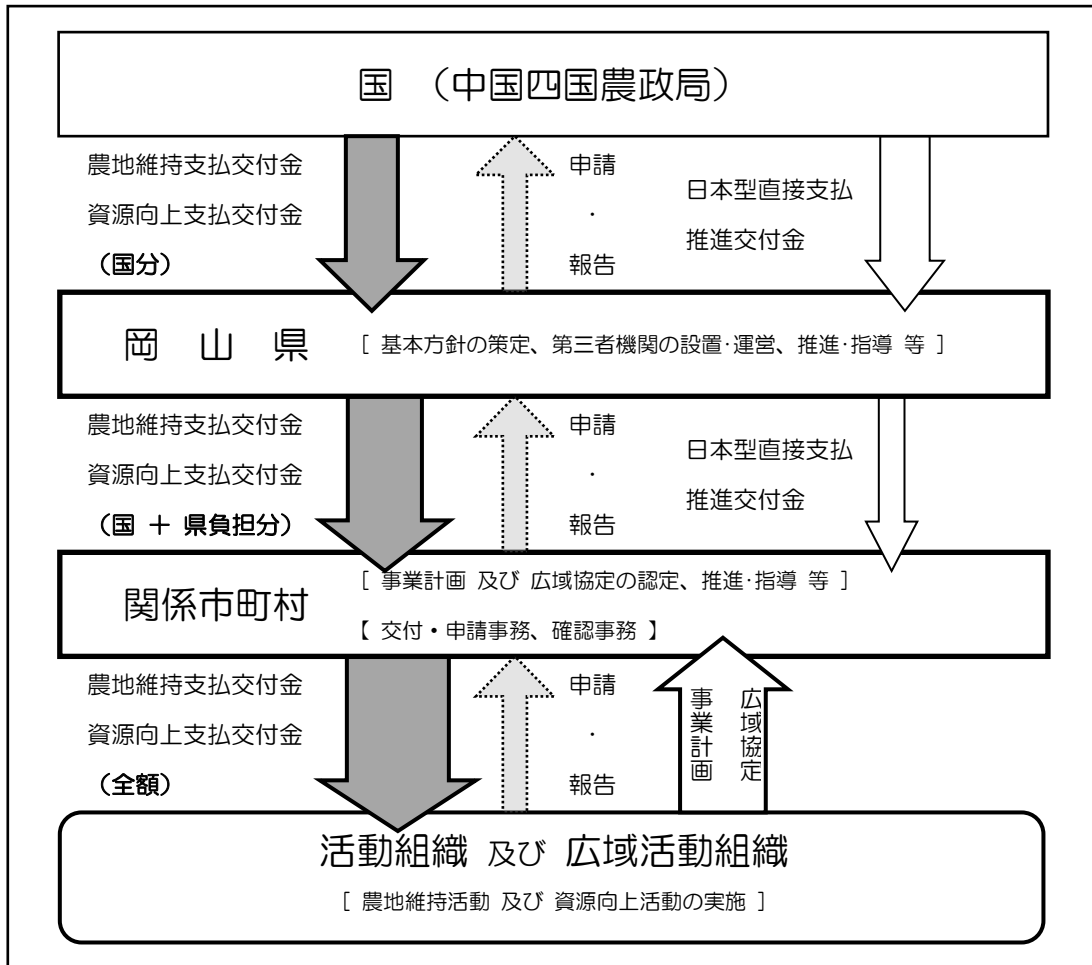 国 （中国四国農政局）
農地維持支払交付金
資源向上支払交付金
（国分）
申請
・
報告
日本型直接支払
推進交付金
岡 山 県 ［ 基本方針の策定、第三者機関の設置･運営、推進･指導 等 ］
農地維持支払交付金
資源向上支払交付金
（国 ＋ 県負担分）
申請
・
報告
日本型直接支払
推進交付金
関係市町村
［ 事業計画 及び 広域協定の認定、推進･指導 等 ］
【 交付・申請事務、確認事務 】
農地維持支払交付金
資源向上支払交付金
（全額）
申請
・
報告
広域協定
事業計画
活動組織 及び 広域活動組織
［ 農地維持活動 及び 資源向上活動の実施 ］